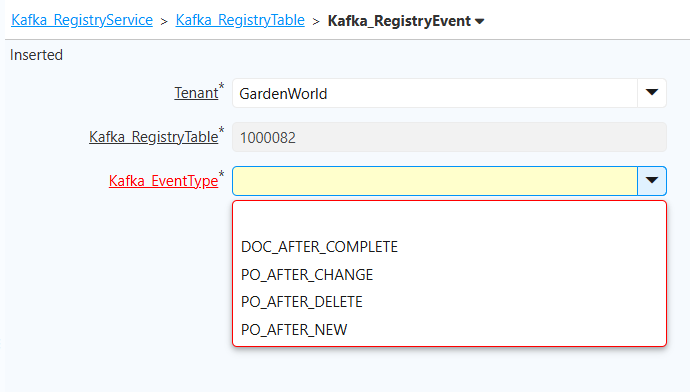 Kafka_RegistryService > Kafka_RegistryTable > Kafka_RegistryEvent
Inserted
Tenant* GardenWorld
Kafka_RegistryTable* 1000082
Kafka_EventType*
DOC_AFTER_COMPLETE
PO_AFTER_CHANGE
PO_AFTER_DELETE
PO_AFTER_NEW